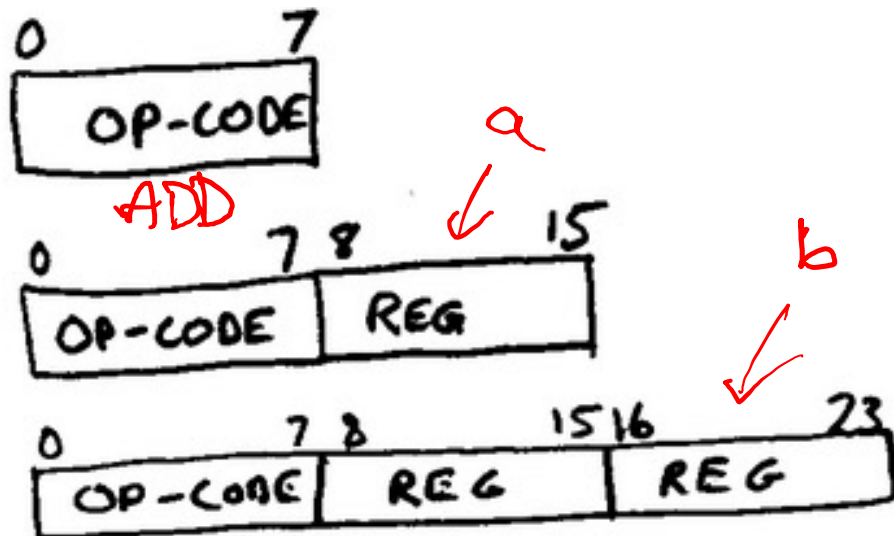 0 7
OP-CODE
ADD
a
0 7 8 15
OP-CODE REG
b
0 7 8 15 16 23
OP-CODE REG REG